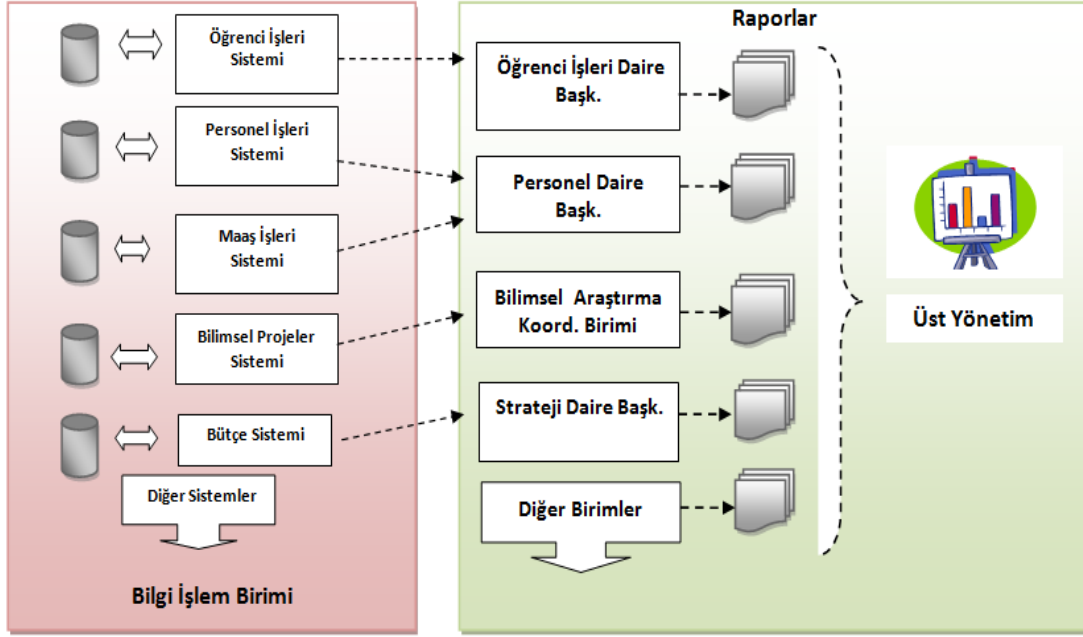 Öğrenci İşleri
Sistemi
Personel İşleri
Sistemi
Maaş İşleri
Sistemi
Bilimsel Projeler
Sistemi
Bütçe Sistemi
Diğer Sistemler
Bilgi İşlem Birimi
Raporlar
Öğrenci İşleri Daire
Başk.
Personel Daire
Başk.
Bilimsel Araştırma
Koord. Birimi
Strateji Daire Başk.
Diğer Birimler
Üst Yönetim